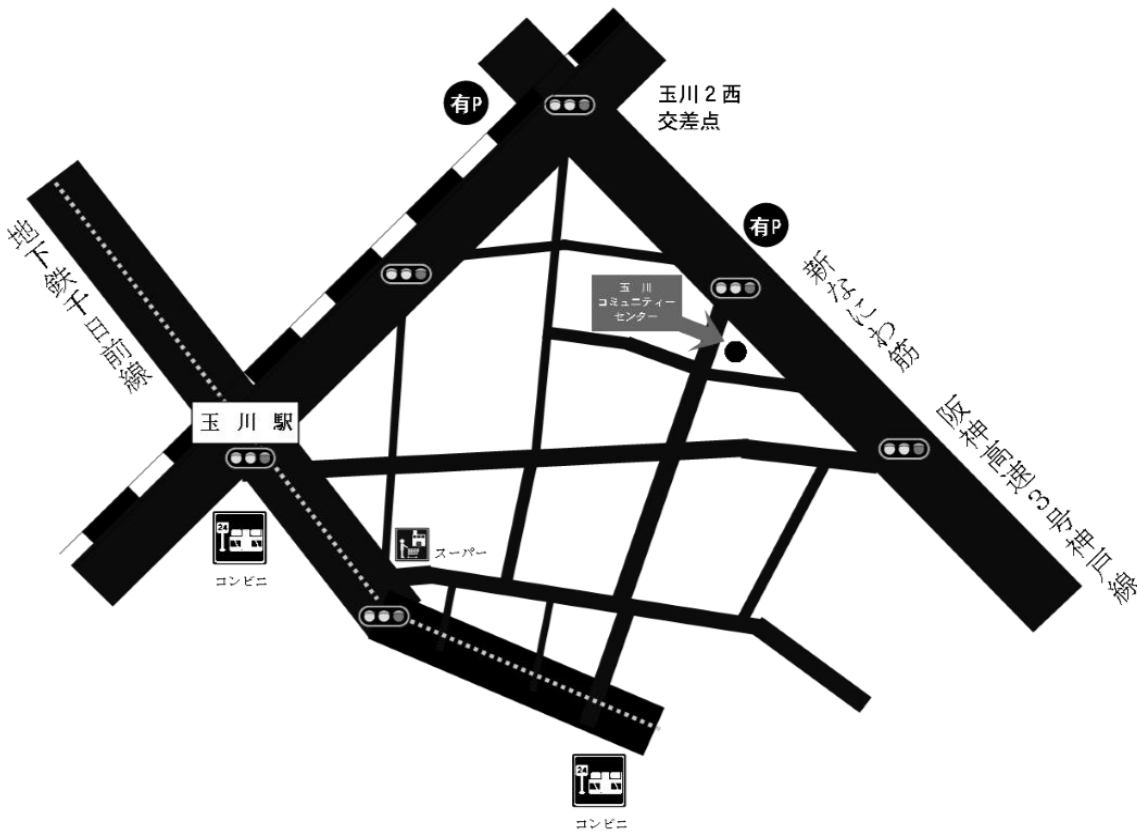 有P
玉川2西
交差点
有P
地下鉄千日前線
玉川
コミュニティー
センター
新なにわ筋
玉川駅
阪神高速3号神戸線
24
コンビニ
スーパー
24
コンビニ